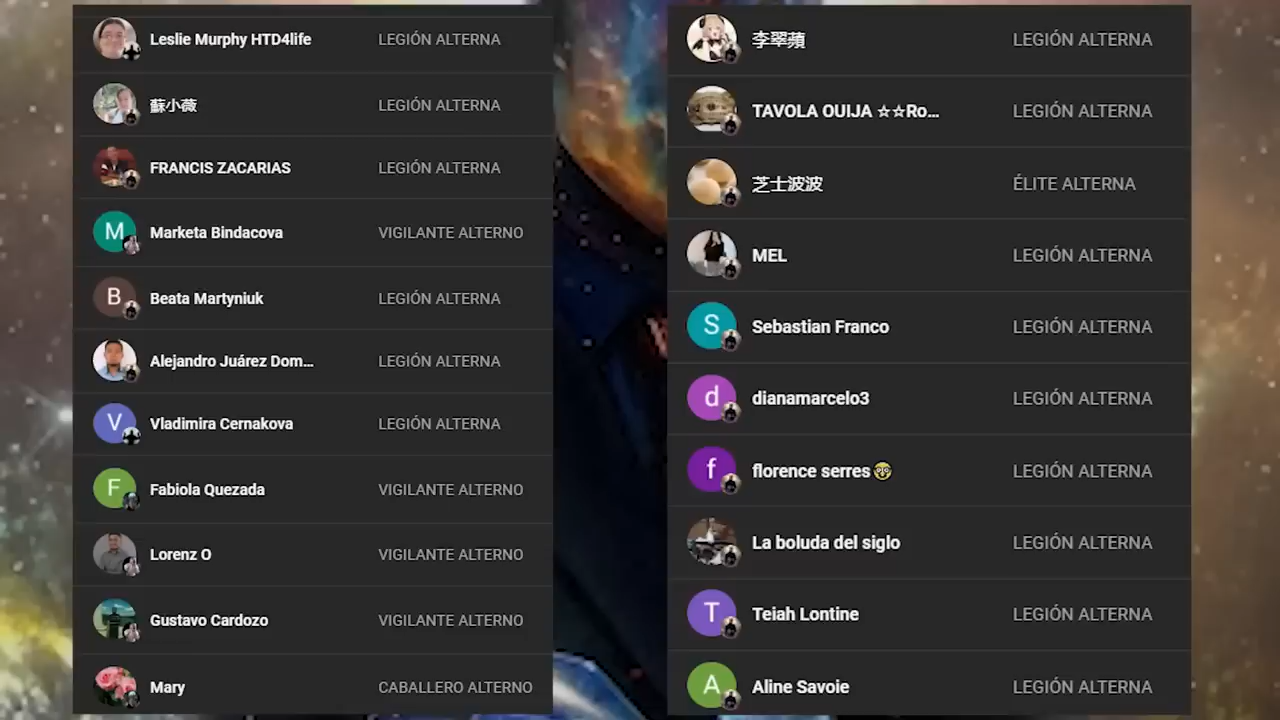 Leslie Murphy HTD4life LEGIÓN ALTERNA
蘇小薇 LEGIÓN ALTERNA
FRANCIS ZACARIAS LEGIÓN ALTERNA
M Marketa Bindacova VIGILANTE ALTERNO
B Beata Martyniuk LEGIÓN ALTERNA
Alejandro Juárez Dom... LEGIÓN ALTERNA
V Vladimira Cernakova LEGIÓN ALTERNA
F Fabiola Quezada VIGILANTE ALTERNO
Lorenz O VIGILANTE ALTERNO
Gustavo Cardozo VIGILANTE ALTERNO
Mary CABALLERO ALTERNO
李翠蘋 LEGIÓN ALTERNA
TAVOLA OUIJA ☆☆Ro... LEGIÓN ALTERNA
芝士波波 ÉLITE ALTERNA
MEL LEGIÓN ALTERNA
S Sebastian Franco LEGIÓN ALTERNA
d dianamarcelo3 LEGIÓN ALTERNA
f florence serres🥸 LEGIÓN ALTERNA
La boluda del siglo LEGIÓN ALTERNA
T Teiah Lontine LEGIÓN ALTERNA
A Aline Savoie LEGIÓN ALTERNA